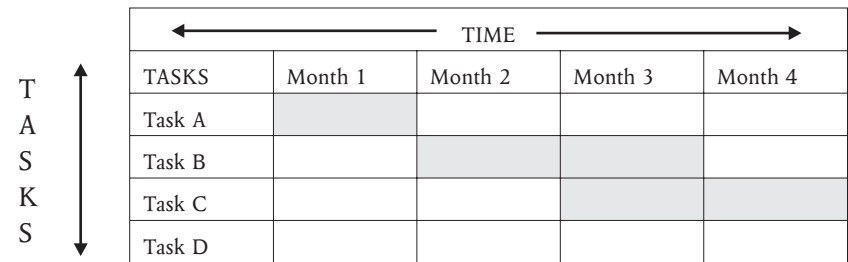 TIME
TASKS Month 1 Month 2 Month 3 Month 4
Task A
Task B
Task C
Task D
T
A
S
K
S